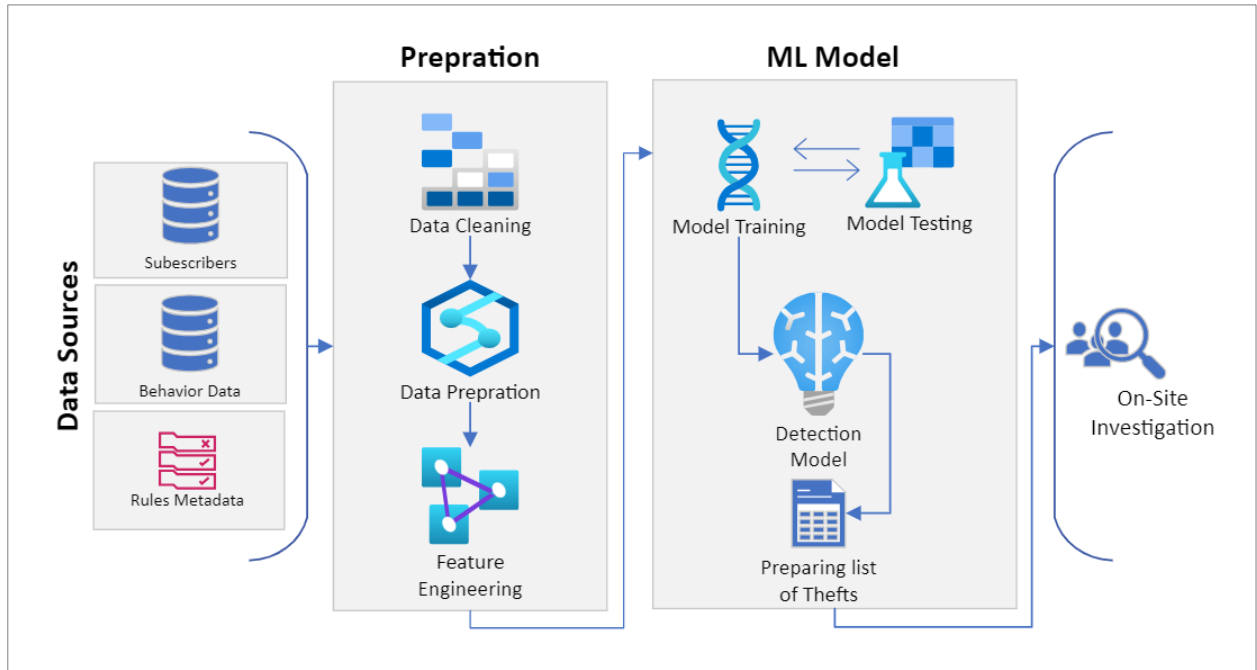 Prepration
ML Model
Data Sources
Subescribers
Behavior Data
Rules Metadata
Data Cleaning
Data Prepration
Feature
Engineering
Model Training
Model Testing
Detection
Model
Preparing list
of Thefts
On-Site
Investigation